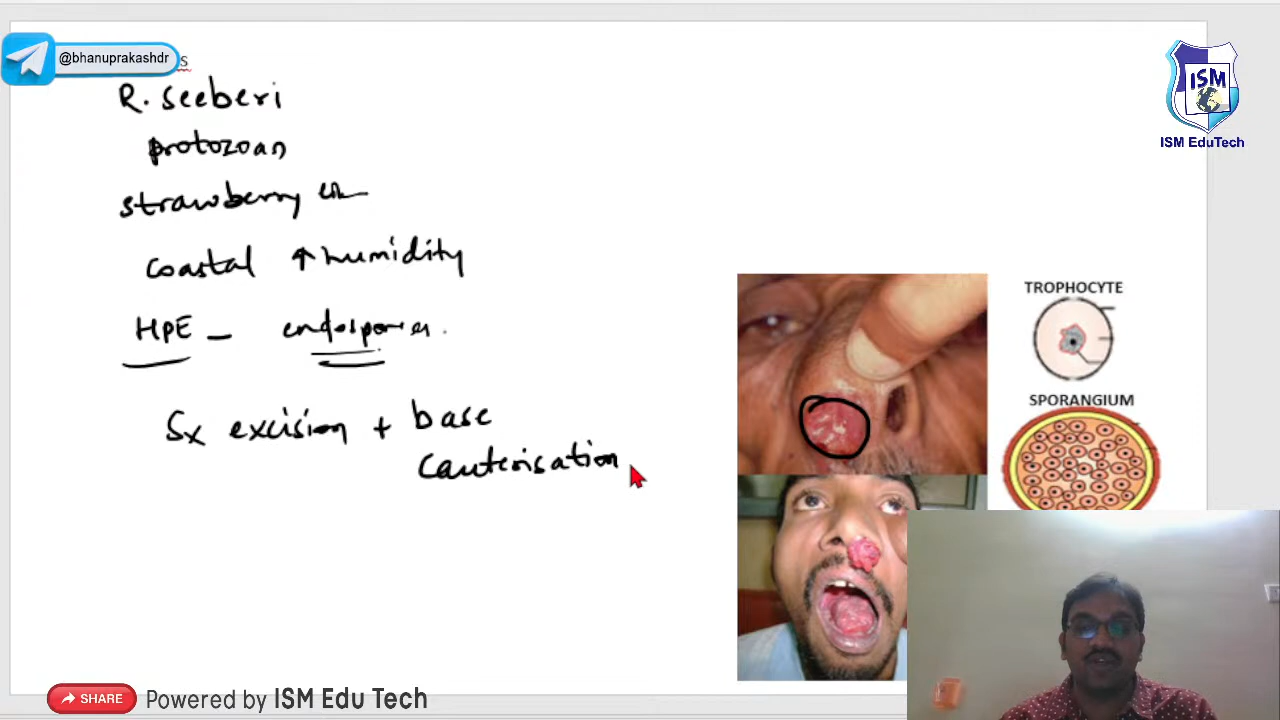 @bhanuprakashdr
s
R. Seeberi
protozoan
strawberry
ISM
ISM EduTech
coastal ↑ humidity
HPE – endospores.
Sx excision + base
cauterisation
TROPHOCYTE
SPORANGIUM
SHARE
Powered by ISM Edu Tech